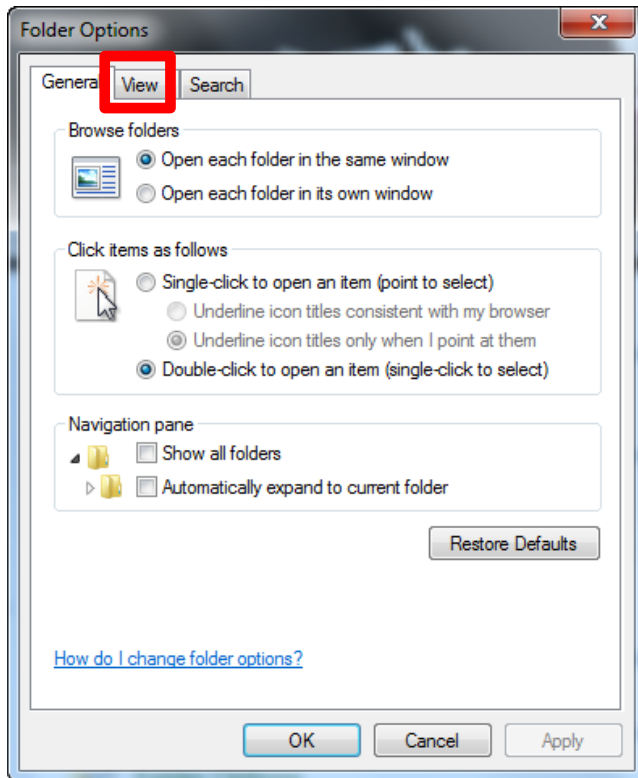 Folder Options
General View Search
Browse folders
Open each folder in the same window
Open each folder in its own window
Click items as follows
Single-click to open an item (point to select)
Underline icon titles consistent with my browser
Underline icon titles only when I point at them
Double-click to open an item (single-click to select)
Navigation pane
Show all folders
Automatically expand to current folder
Restore Defaults
How do I change folder options?
OK Cancel Apply